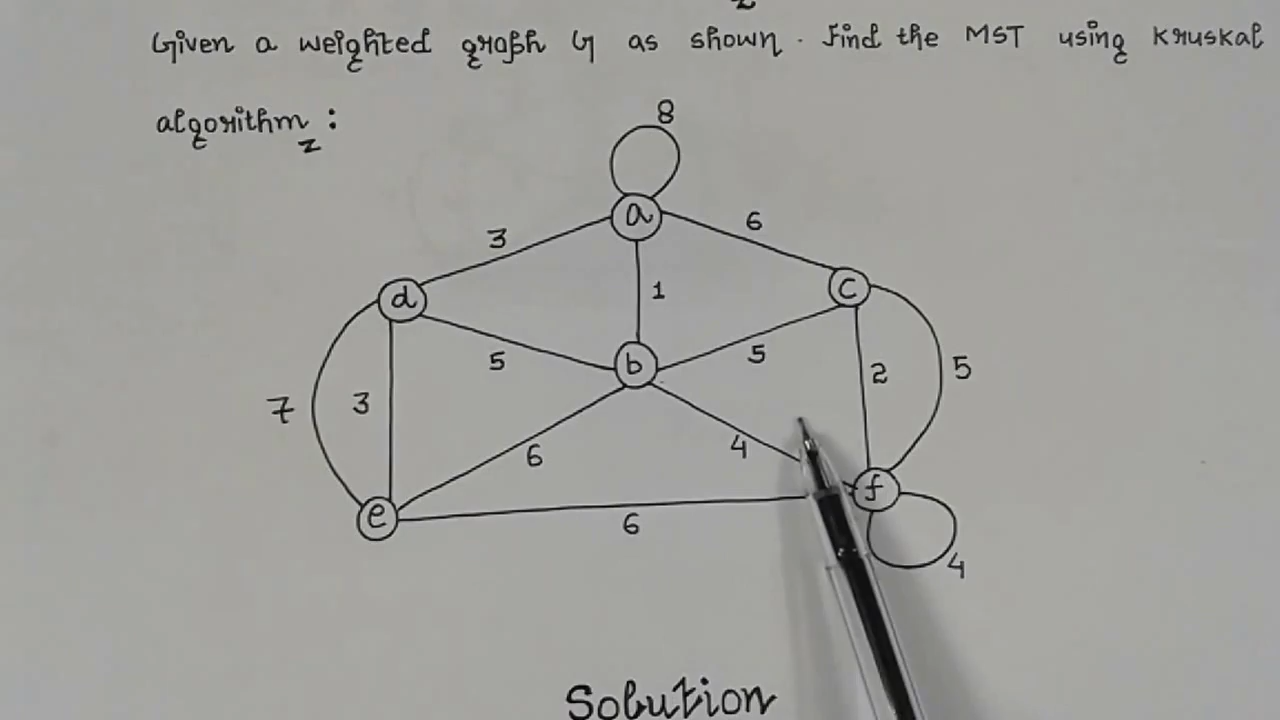 Given a weighted graph G as shown. Find the MST using Kruskal
algorithm :
8
a
3
6
d
1
c
5
b
5
7
3
2
5
6
4
e
6
f
4
Solution